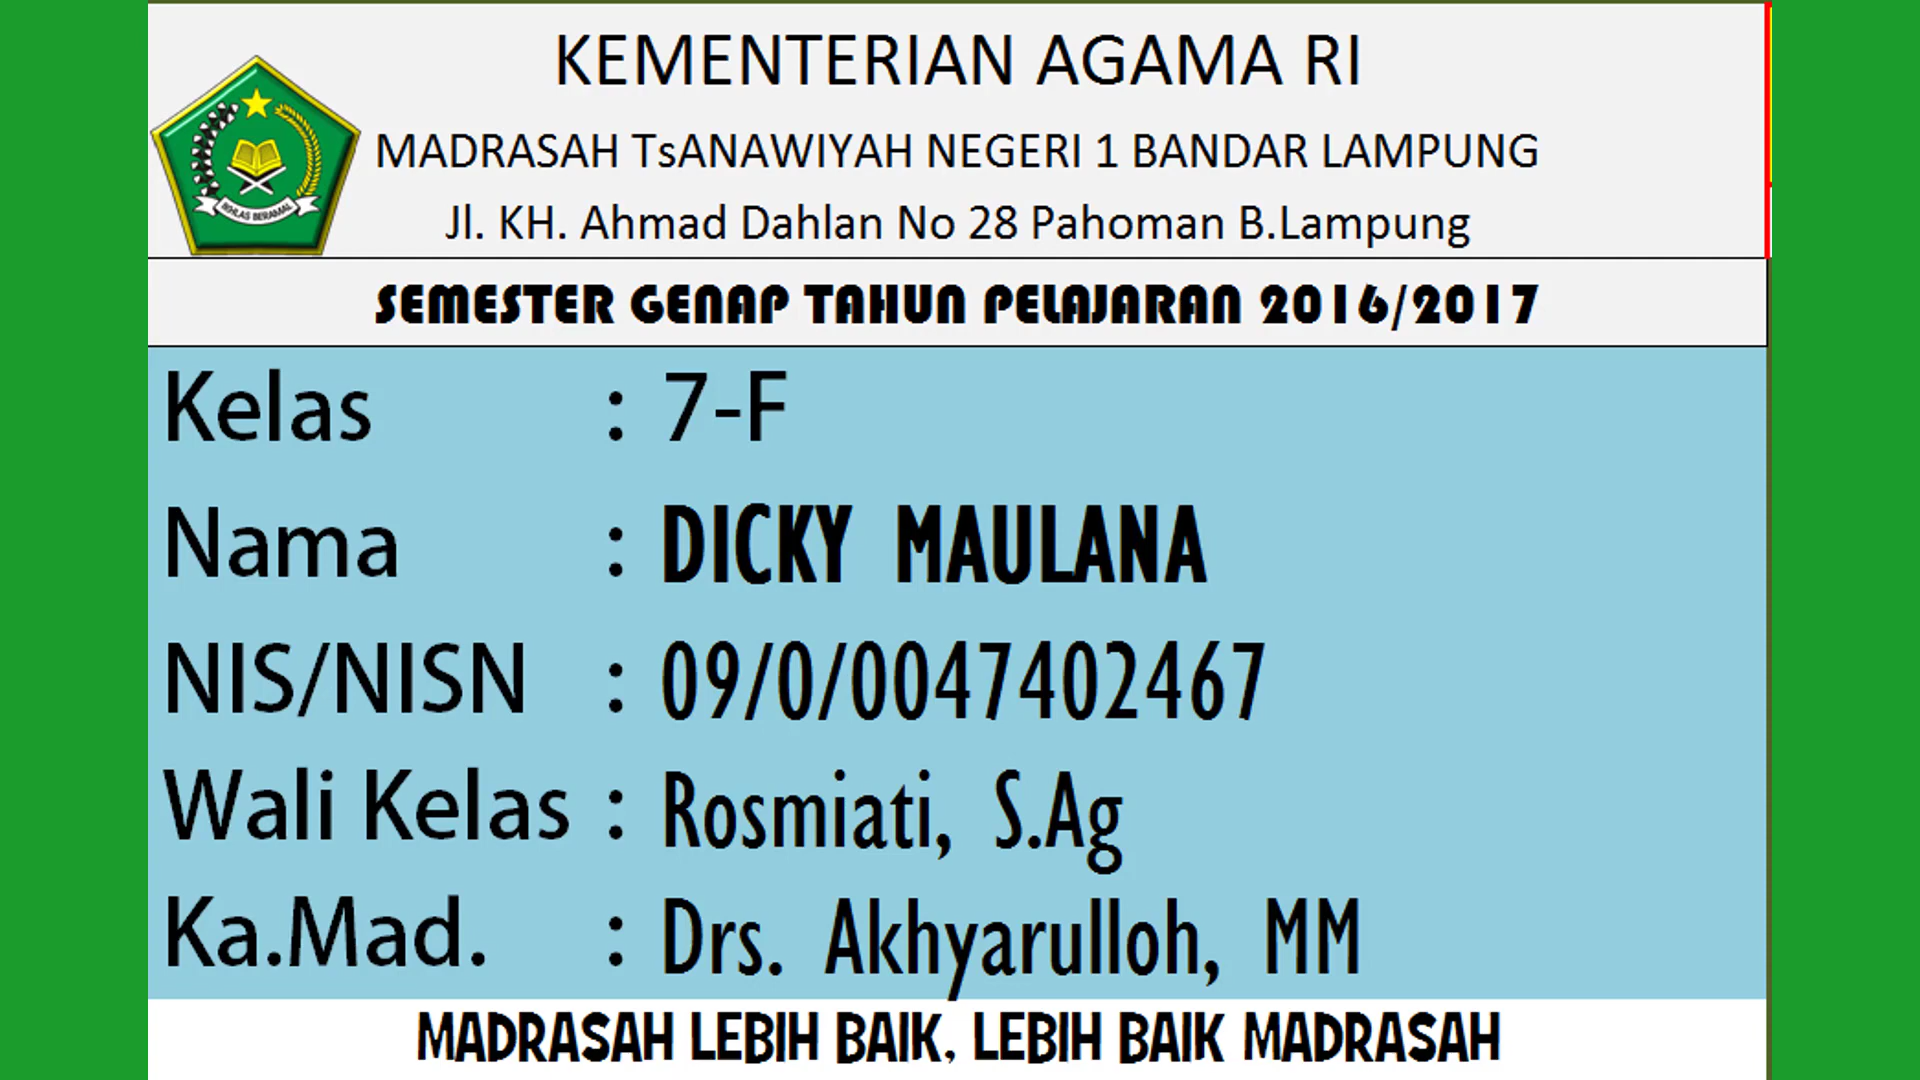 KEMENTERIAN AGAMA RI
MADRASAH TsANAWIYAH NEGERI 1 BANDAR LAMPUNG
Jl. KH. Ahmad Dahlan No 28 Pahoman B.Lampung
IKHLAS BERAMAL
SEMESTER GENAP TAHUN PELAJARAN 2016/2017
Kelas : 7-F
Nama : DICKY MAULANA
NIS/NISN : 09/0/0047402467
Wali Kelas : Rosmiati, S.Ag
Ka.Mad. : Drs. Akhyarulloh, MM
MADRASAH LEBIH BAIK, LEBIH BAIK MADRASAH